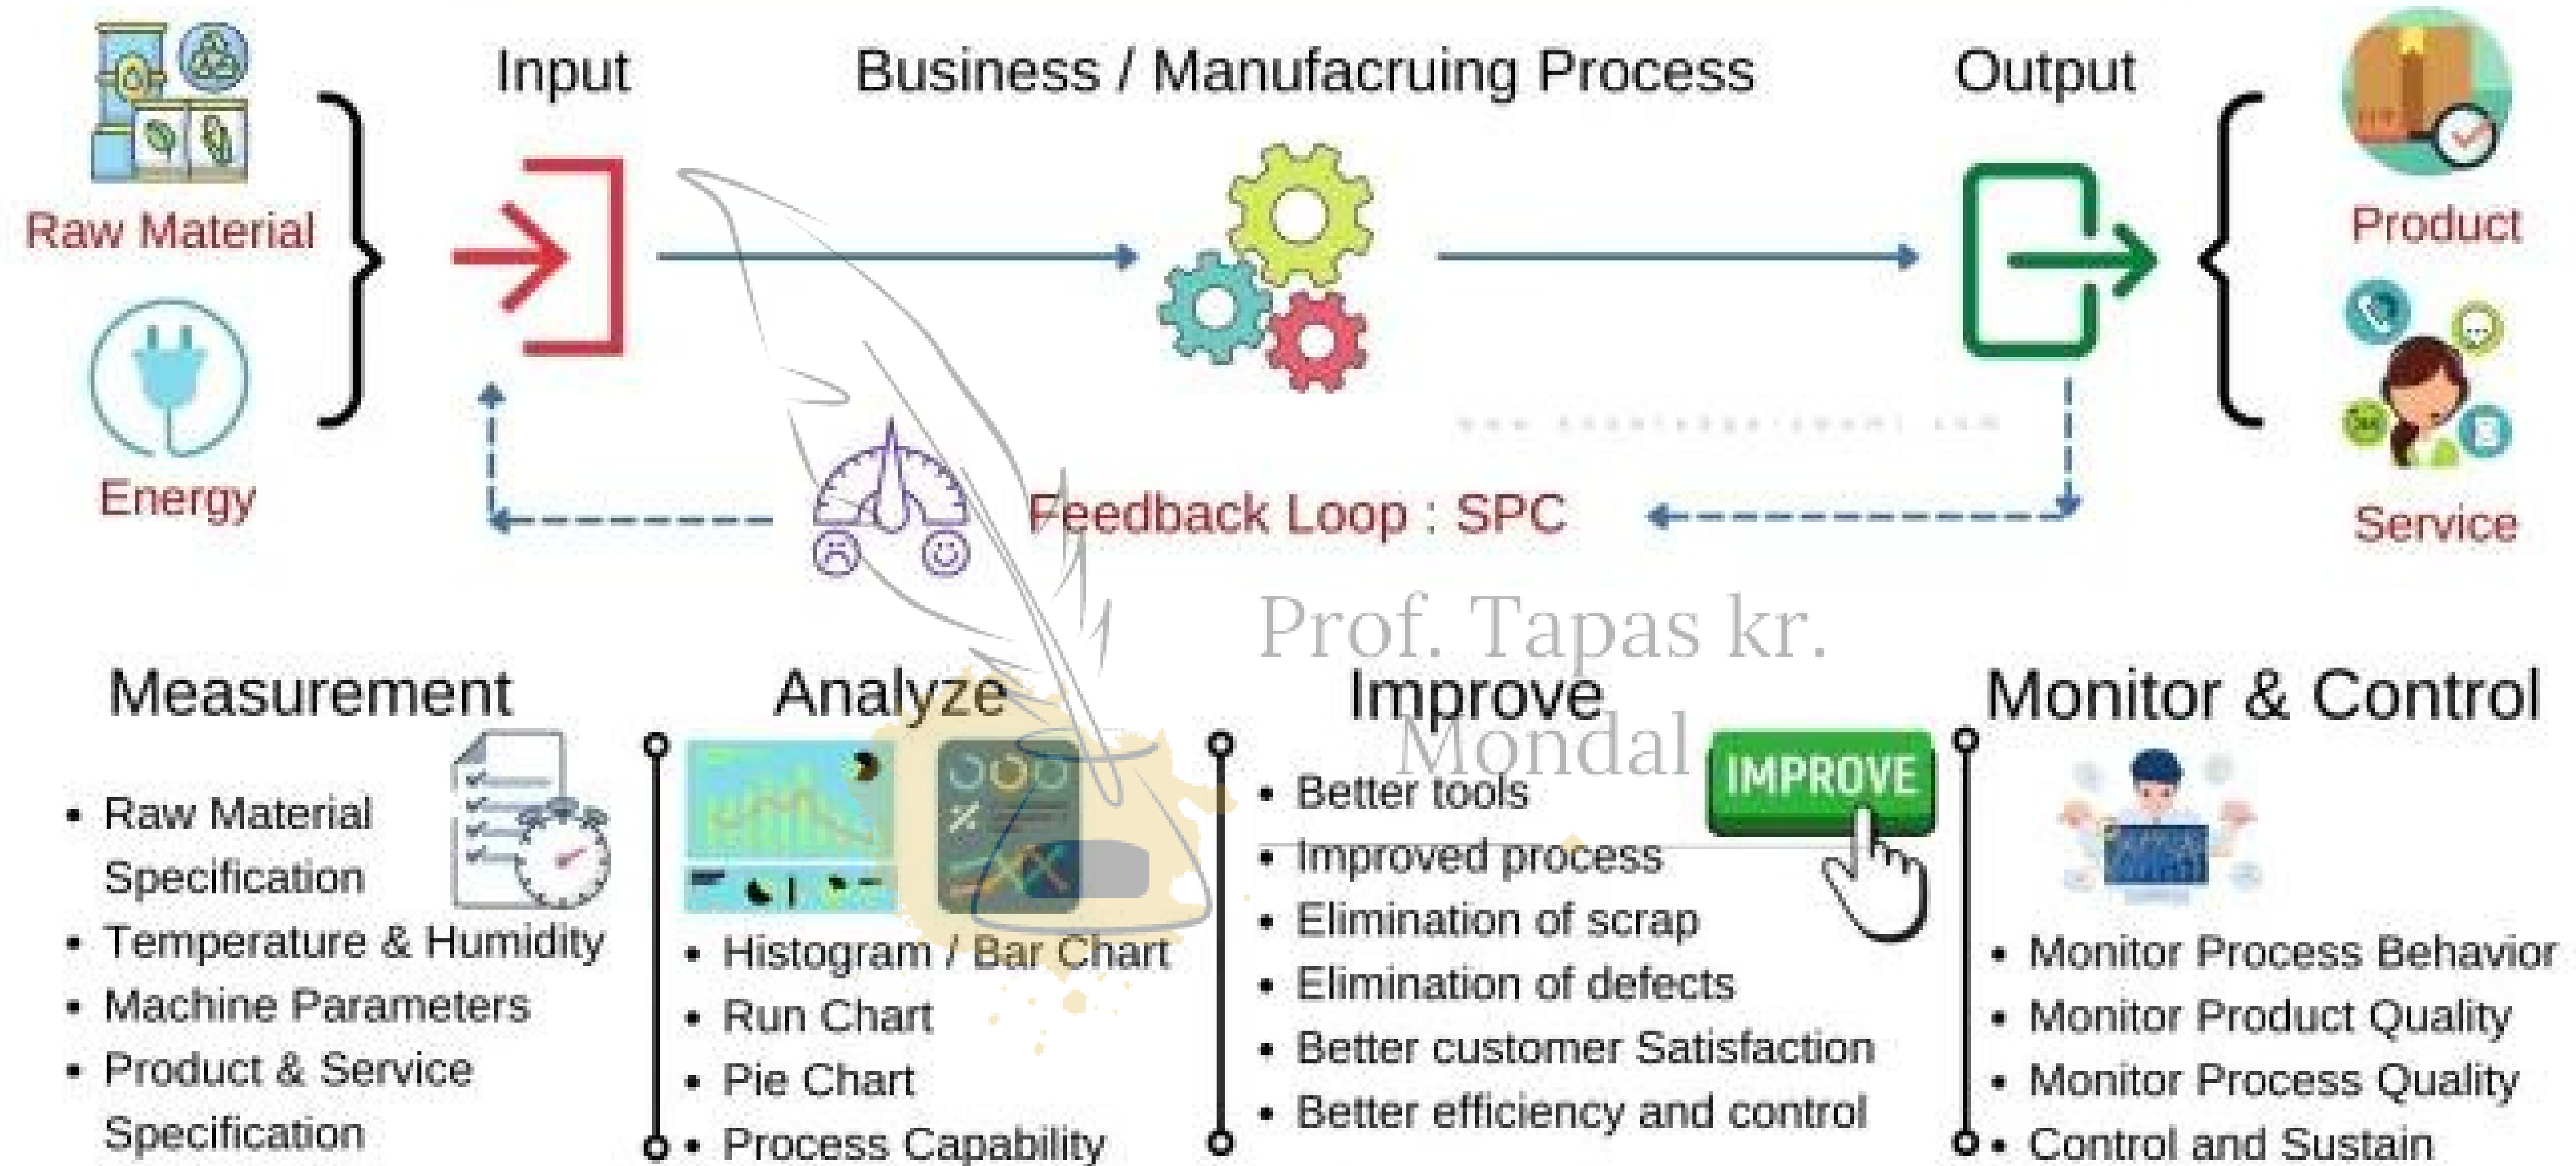 Input
Business / Manufacruing Process
Output
Raw Material
Energy
Product
Service
Feedback Loop : SPC
Prof. Tapas kr.
Mondal
Measurement
Raw Material
Specification
Temperature & Humidity
Machine Parameters
Product & Service
Specification
Analyze
Histogram / Bar Chart
Run Chart
Pie Chart
Process Capability
Improve
IMPROVE
Better tools
Improved process
Elimination of scrap
Elimination of defects
Better customer Satisfaction
Better efficiency and control
Monitor & Control
Monitor Process Behavior
Monitor Product Quality
Monitor Process Quality
Control and Sustain